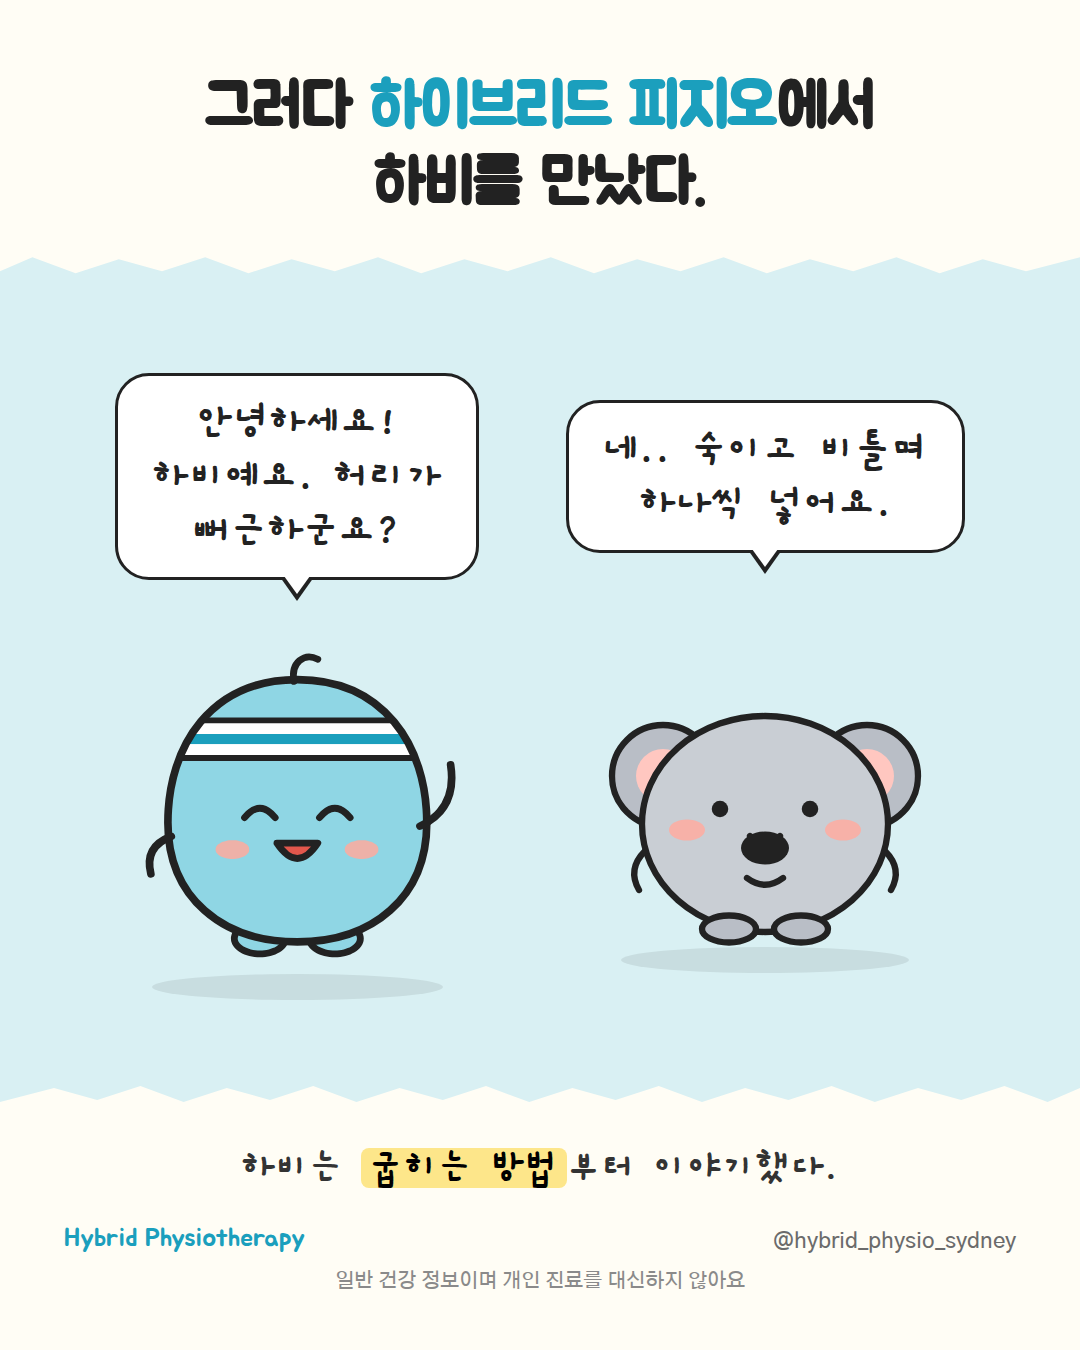 그러다 하이브리드 피지오에서
하비를 만났다.
안녕하세요!
하비예요. 허리가
뻐근하군요?
네.. 숙이고 비틀며
하나씩 넣어요.
하비는 굽히는 방법부터 이야기했다.
Hybrid Physiotherapy
@hybrid_physio_sydney
일반 건강 정보이며 개인 진료를 대신하지 않아요